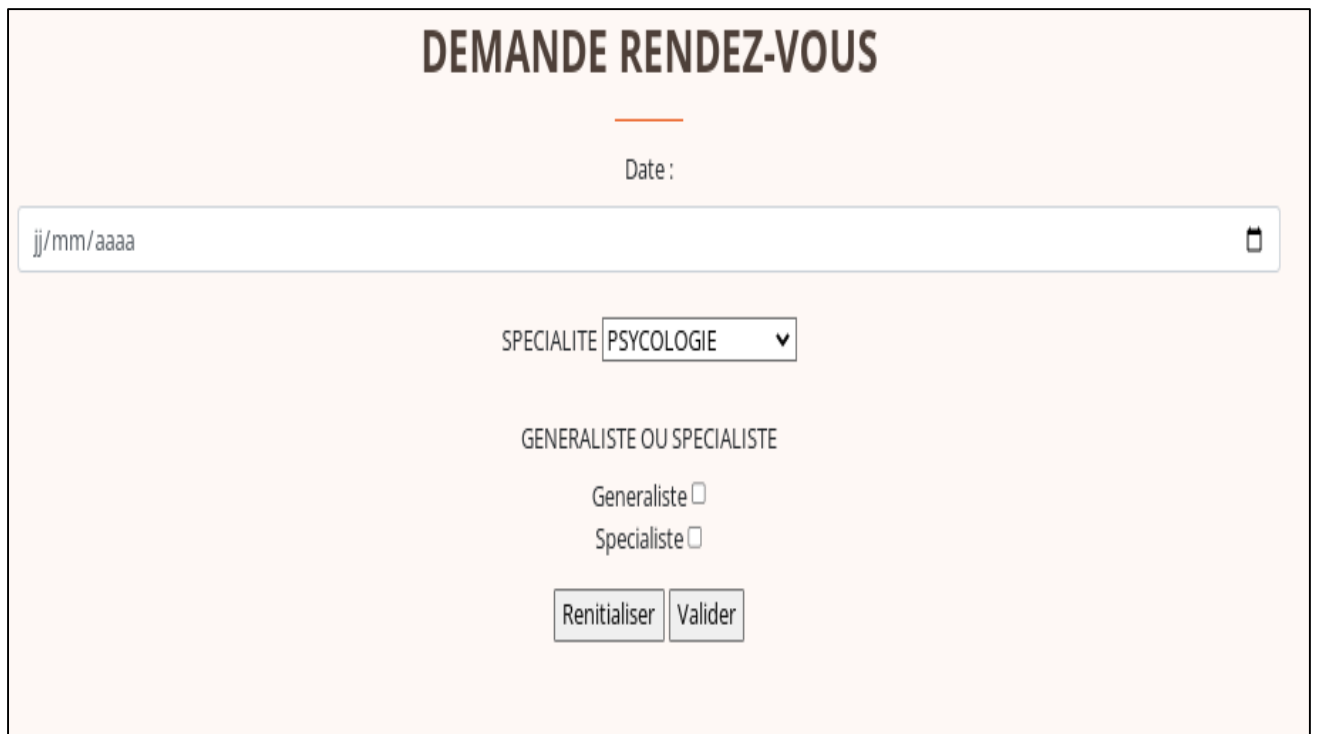 DEMANDE RENDEZ-VOUS
Date :
jj/mm/aaaa
SPECIALITE PSYCOLOGIE
GENERALISTE OU SPECIALISTE
Generaliste
Specialiste
Renitialiser Valider